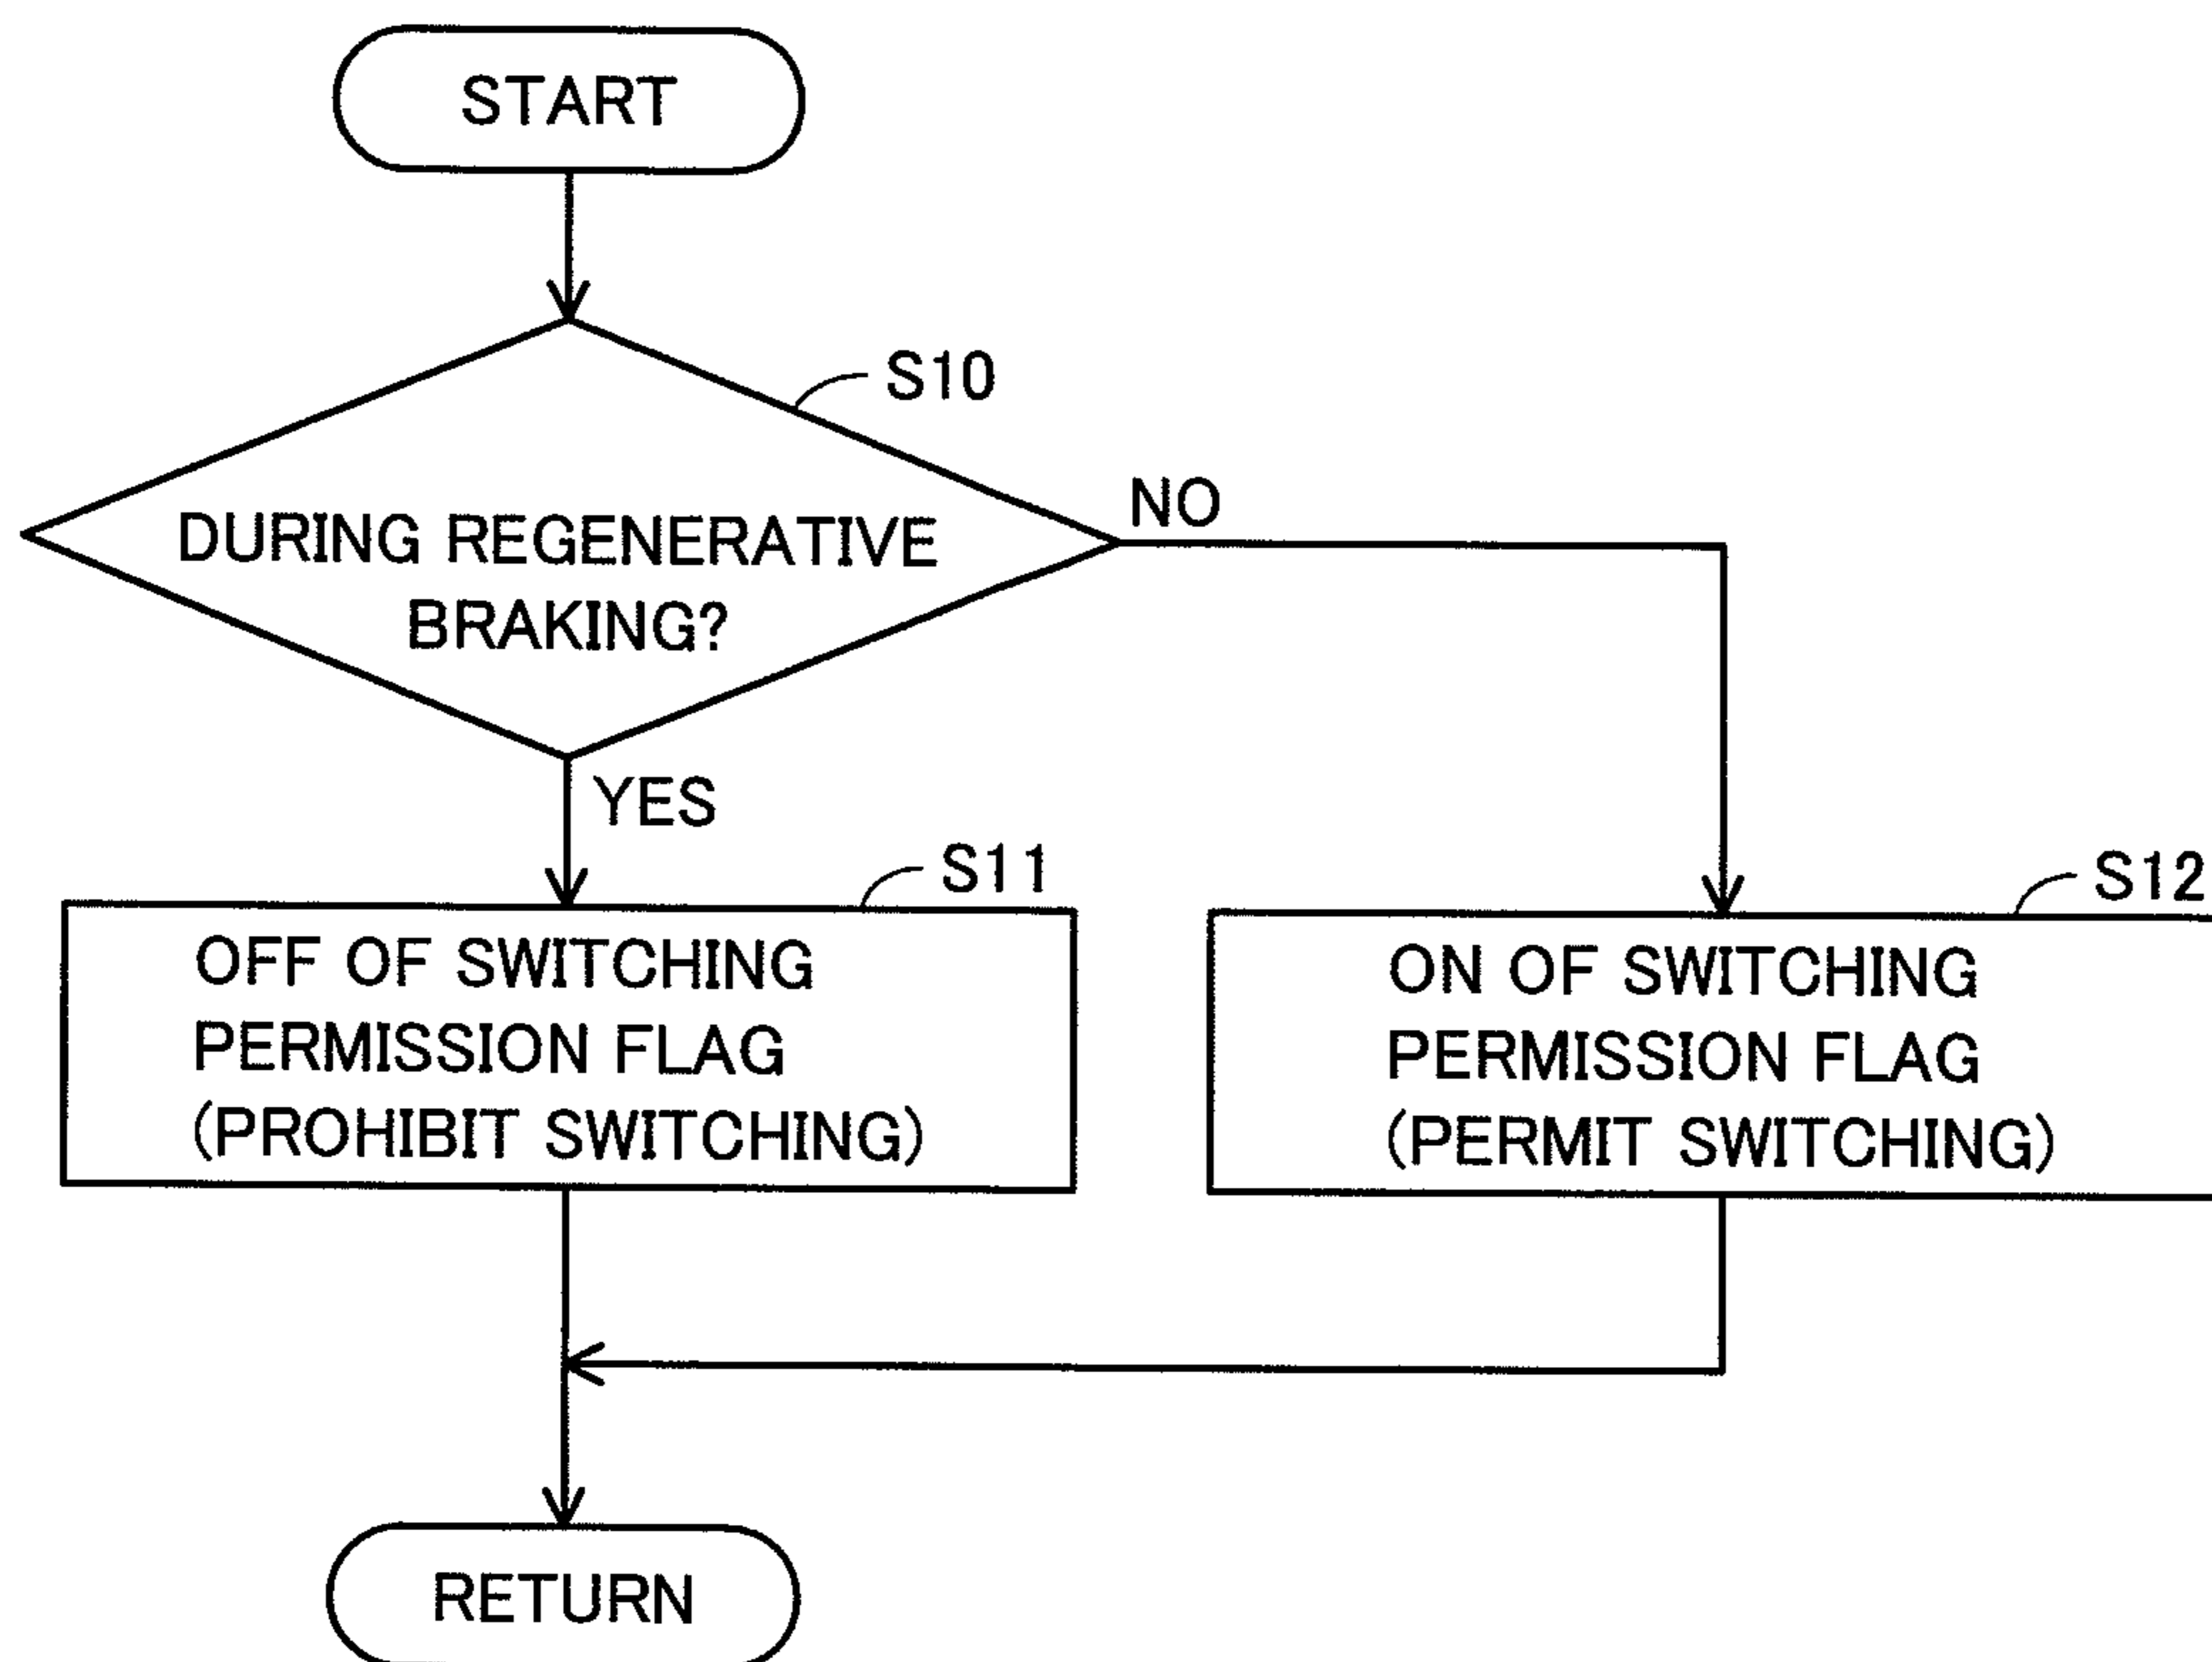 START
S10
DURING REGENERATIVE
BRAKING?
NO
YES
S11
OFF OF SWITCHING
PERMISSION FLAG
(PROHIBIT SWITCHING)
S12
ON OF SWITCHING
PERMISSION FLAG
(PERMIT SWITCHING)
RETURN